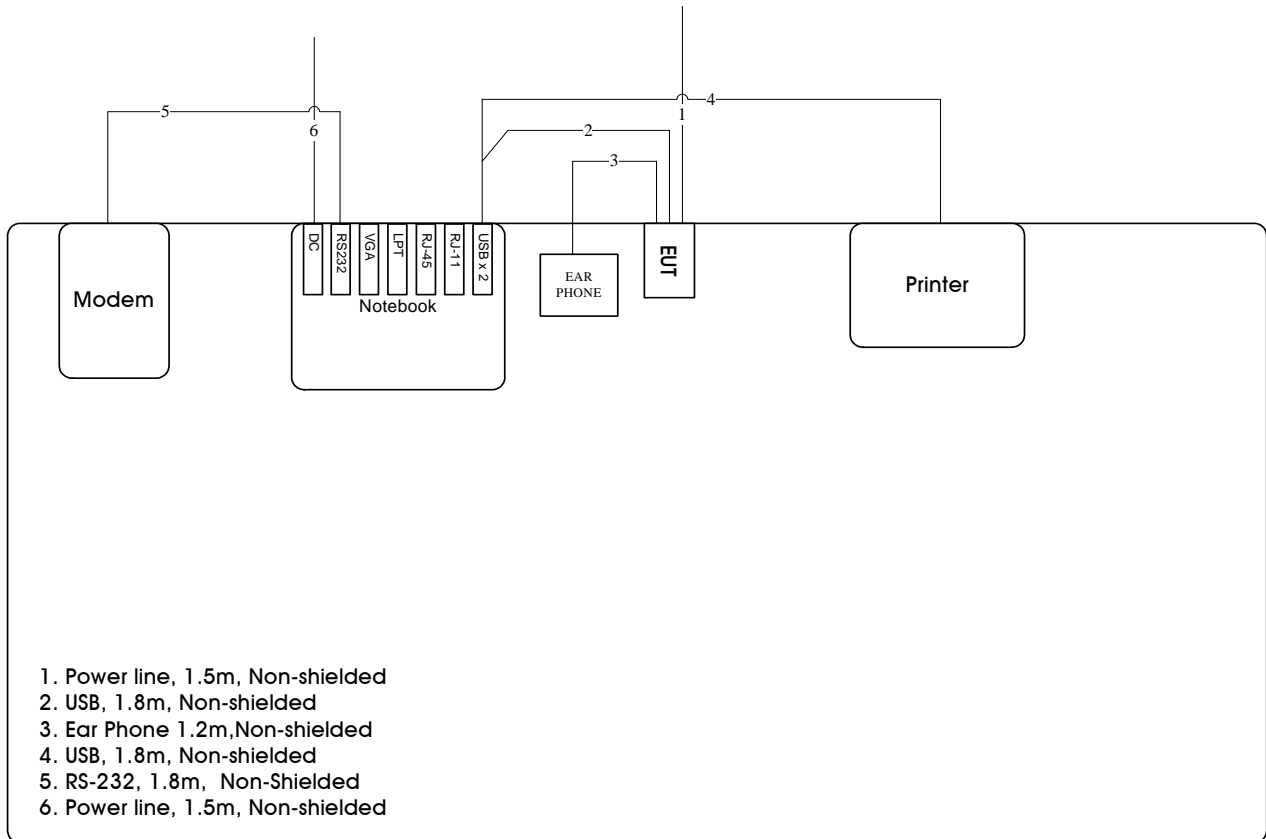 5
6
2
3
1
4
Modem
DC
RS232
VGA
LPT
RJ-45
RJ-11
USB x 2
Notebook
EAR
PHONE
EUT
Printer
1. Power line, 1.5m, Non-shielded
2. USB, 1.8m, Non-shielded
3. Ear Phone 1.2m,Non-shielded
4. USB, 1.8m, Non-shielded
5. RS-232, 1.8m,  Non-Shielded
6. Power line, 1.5m, Non-shielded